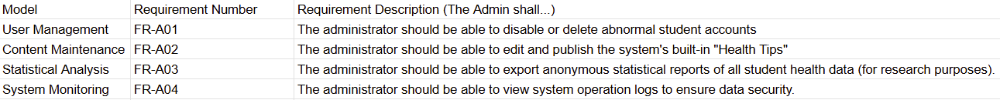 Model Requirement Number Requirement Description (The Admin shall...)
User Management FR-A01 The administrator should be able to disable or delete abnormal student accounts
Content Maintenance FR-A02 The administrator should be able to edit and publish the system's built-in "Health Tips"
Statistical Analysis FR-A03 The administrator should be able to export anonymous statistical reports of all student health data (for research purposes).
System Monitoring FR-A04 The administrator should be able to view system operation logs to ensure data security.